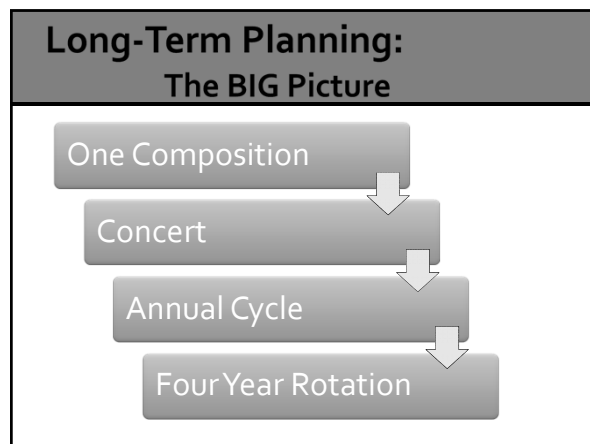 Long-Term Planning:
The BIG Picture
One Composition
Concert
Annual Cycle
Four Year Rotation